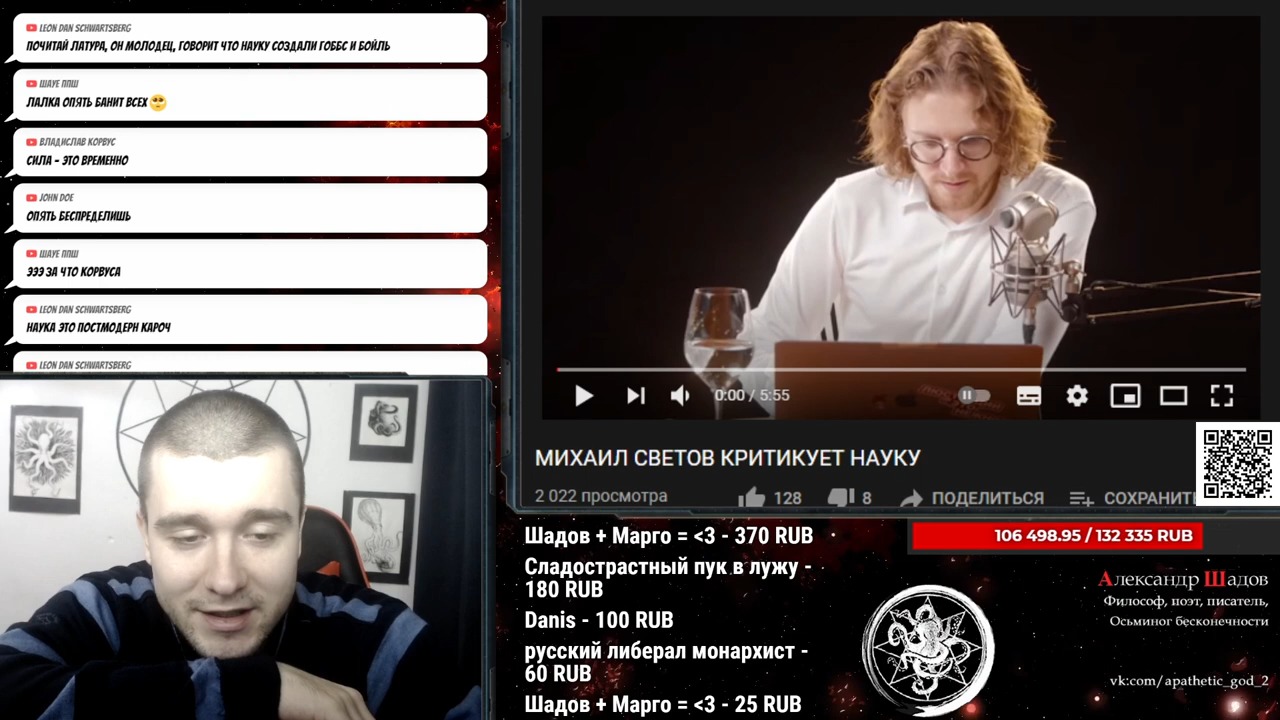 LEON DAN SCHWARTSBERG
ПОЧИТАЙ ЛАТУРА, ОН МОЛОДЕЦ, ГОВОРИТ ЧТО НАУКУ СОЗДАЛИ ГОББС И БОЙЛЬ
ШАУЕ ППШ
ЛАЛКА ОПЯТЬ БАНИТ ВСЕХ 🥺
ВЛАДИСЛАВ КОРВУС
СИЛА - ЭТО ВРЕМЕННО
JOHN DOE
ОПЯТЬ БЕСПРЕДЕЛИШЬ
ШАУЕ ППШ
ЭЭЭ ЗА ЧТО КОРВУСА
LEON DAN SCHWARTSBERG
НАУКА ЭТО ПОСТМОДЕРН КАРОЧ
LEON DAN SCHWARTSBERG
0:00 / 5:55
МИХАИЛ СВЕТОВ КРИТИКУЕТ НАУКУ
2 022 просмотра
128
8
ПОДЕЛИТЬСЯ
СОХРАНИТЬ
Шадов + Марго = <3 - 370 RUB
Сладострастный пук в лужу -
180 RUB
Danis - 100 RUB
русский либерал монархист -
60 RUB
Шадов + Марго = <3 - 25 RUB
106 498.95 / 132 335 RUB
Александр Шадов
Философ, поэт, писатель,
Осьминог бесконечности
vk:com/apathetic_god_2